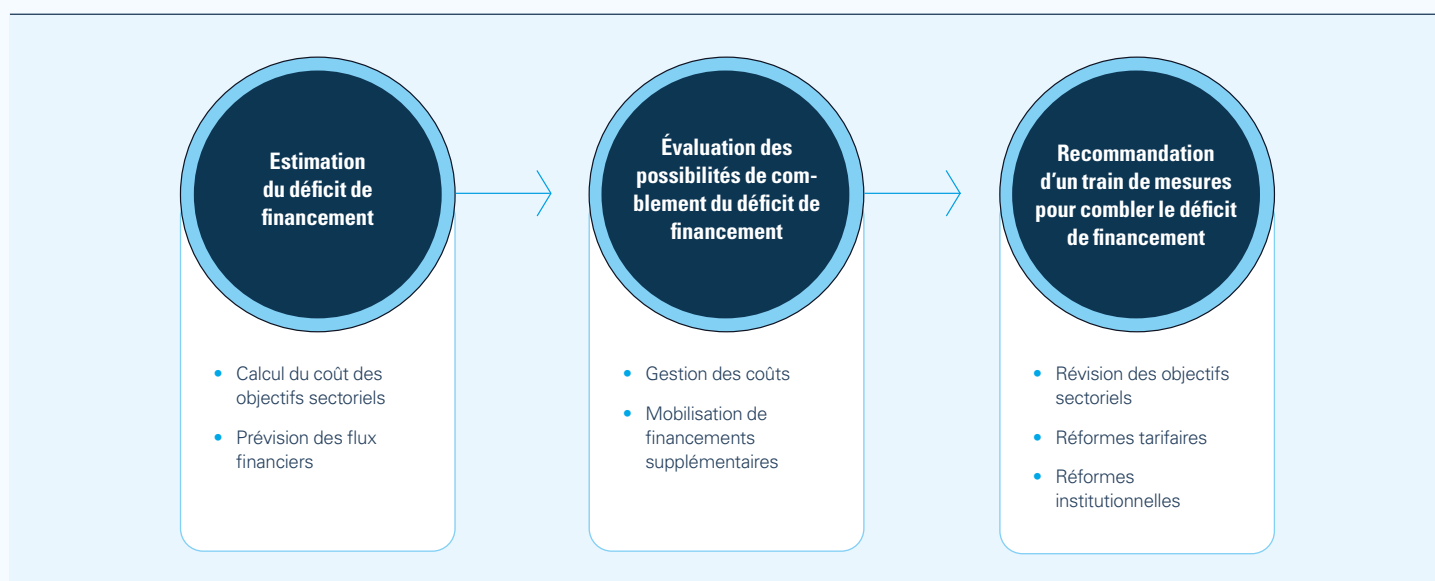 Estimation
du déficit de
financement
• Calcul du coût des
objectifs sectoriels
• Prévision des flux
financiers
Évaluation des
possibilités de com-
blement du déficit de
financement
• Gestion des coûts
• Mobilisation de
financements
supplémentaires
Recommandation
d’un train de mesures
pour combler le déficit
de financement
• Révision des objectifs
sectoriels
• Réformes tarifaires
• Réformes
institutionnelles